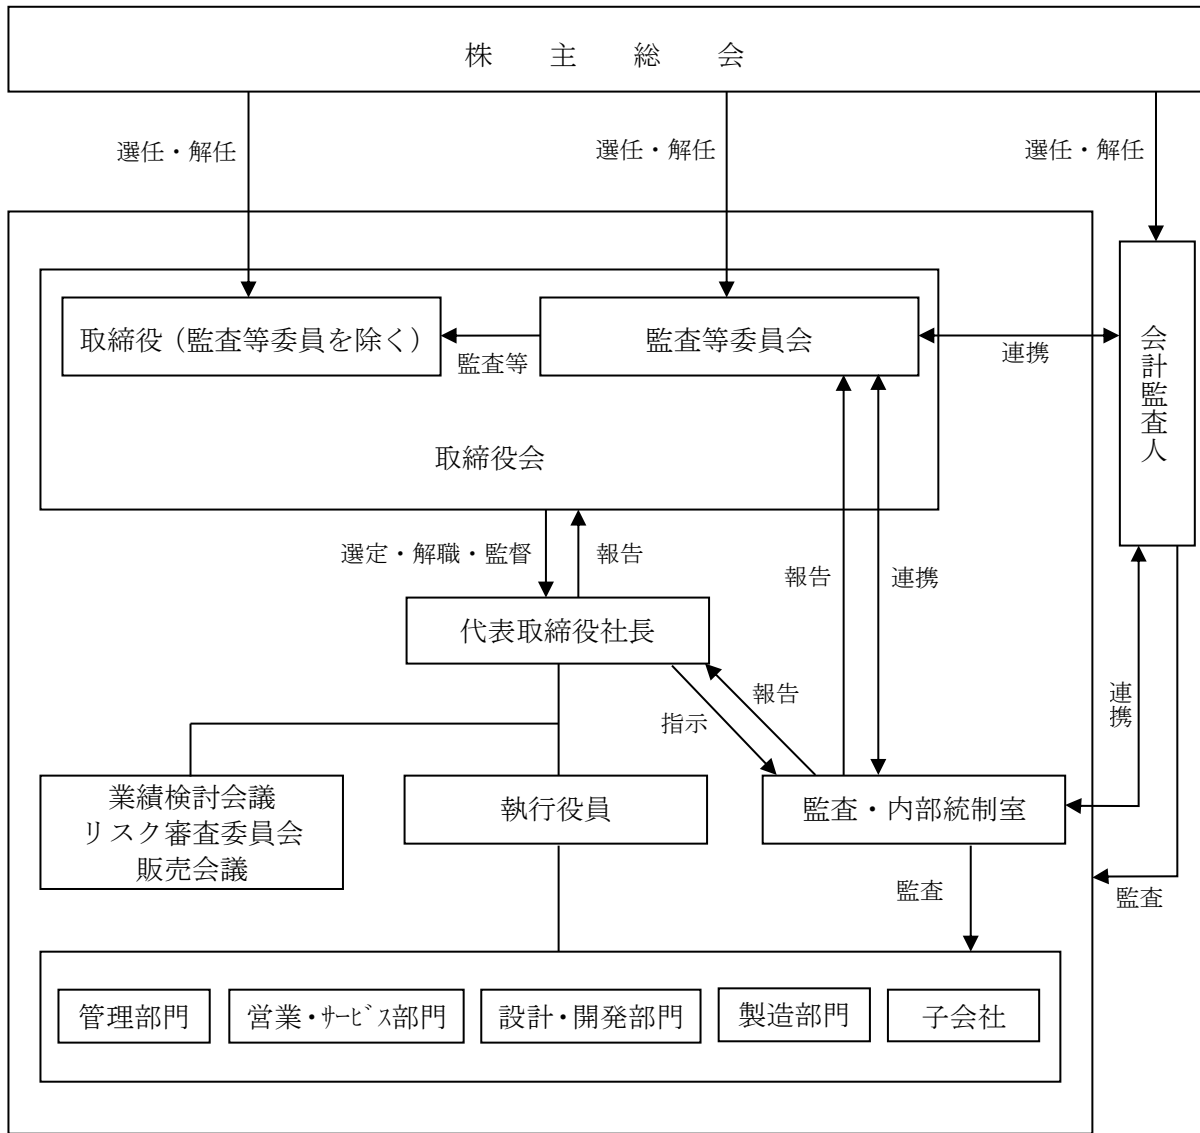 株主総会
選任・解任
選任・解任
選任・解任
取締役（監査等委員を除く）
監査等
監査等委員会
連携
会計監査人
取締役会
選定・解職・監督
報告
報告
連携
代表取締役社長
報告
指示
連携
業績検討会議
リスク審査委員会
販売会議
執行役員
監査・内部統制室
監査
監査
管理部門
営業・ｻｰﾋﾞｽ部門
設計・開発部門
製造部門
子会社